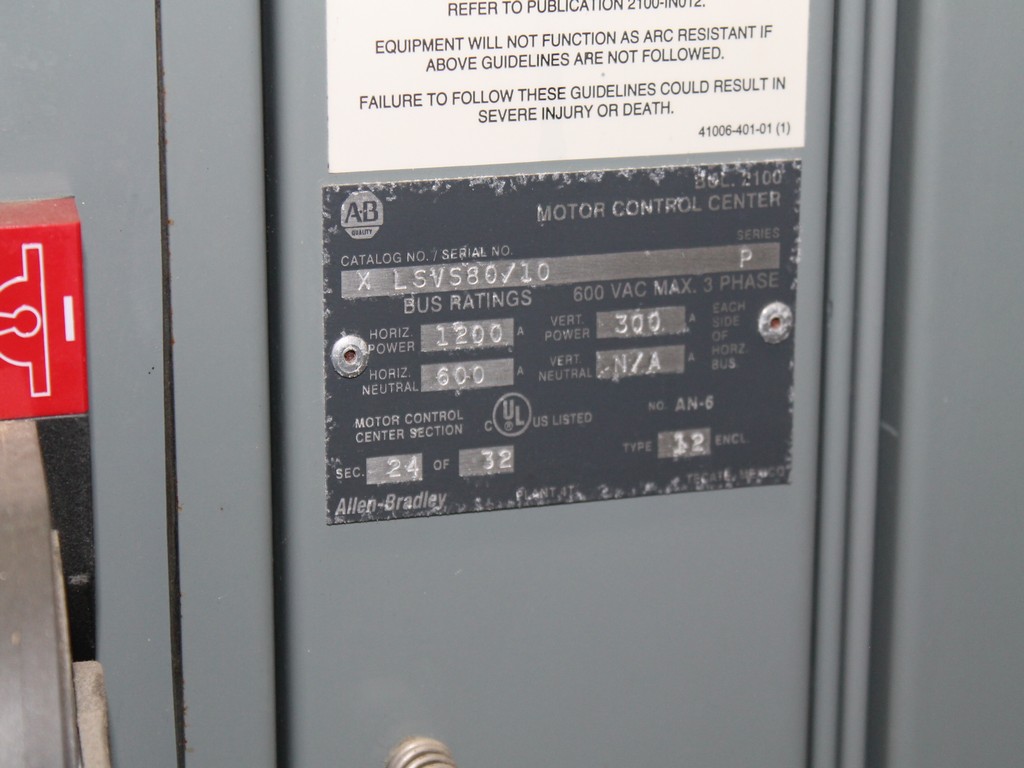 REFER TO PUBLICATION 2100-IN012.
EQUIPMENT WILL NOT FUNCTION AS ARC RESISTANT IF
ABOVE GUIDELINES ARE NOT FOLLOWED.
FAILURE TO FOLLOW THESE GUIDELINES COULD RESULT IN
SEVERE INJURY OR DEATH.
41006-401-01 (1)
BUL. 2100
A-B
QUALITY
MOTOR CONTROL CENTER
CATALOG NO. / SERIAL NO.
SERIES
X LSVS80/10 P
BUS RATINGS 600 VAC MAX. 3 PHASE
HORIZ. POWER 1200 A
VERT. POWER 300 A
EACH SIDE OF HORZ. BUS.
HORIZ. NEUTRAL 600 A
VERT. NEUTRAL N/A A
MOTOR CONTROL CENTER SECTION
C UL ® US LISTED
NO. AN-6
SEC. 24 OF 32
TYPE 12 ENCL.
Allen-Bradley
PLANT